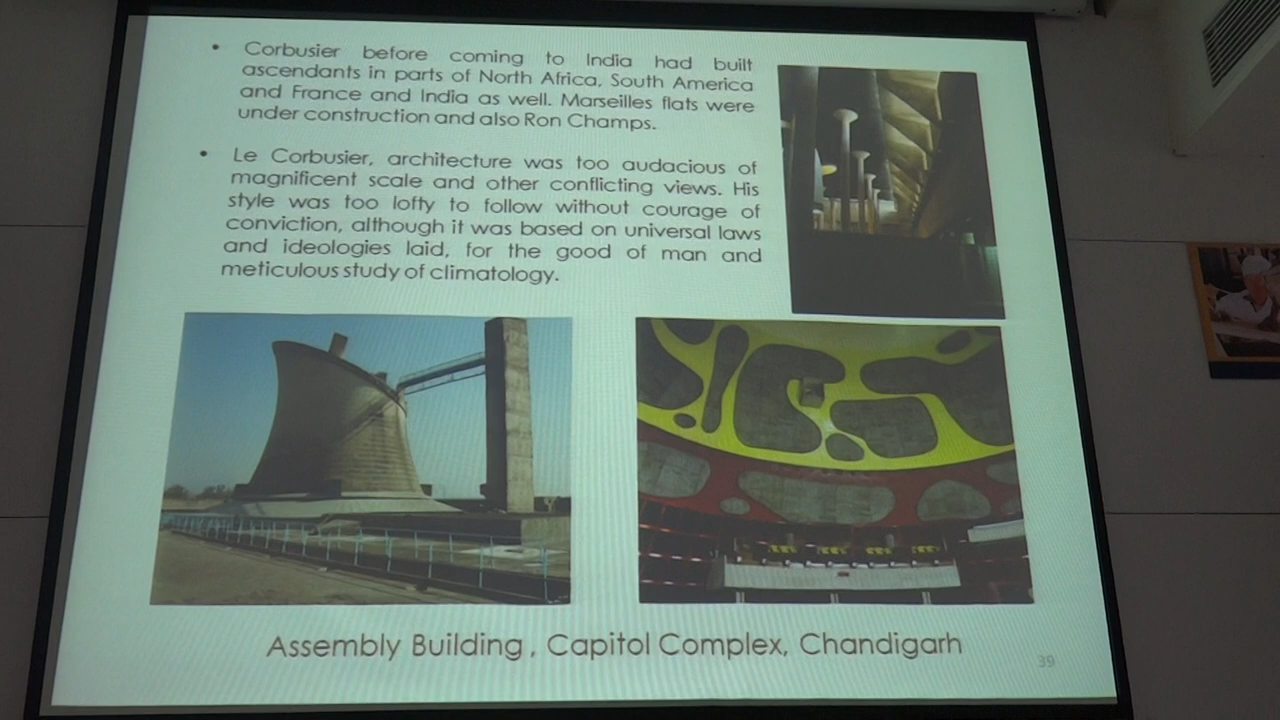 • Corbusier before coming to India had built
ascendants in parts of North Africa, South America
and France and India as well. Marseilles flats were
under construction and also Ron Champs.
• Le Corbusier, architecture was too audacious of
magnificent scale and other conflicting views. His
style was too lofty to follow without courage of
conviction, although it was based on universal laws
and ideologies laid, for the good of man and
meticulous study of climatology.
Assembly Building , Capitol Complex, Chandigarh
39